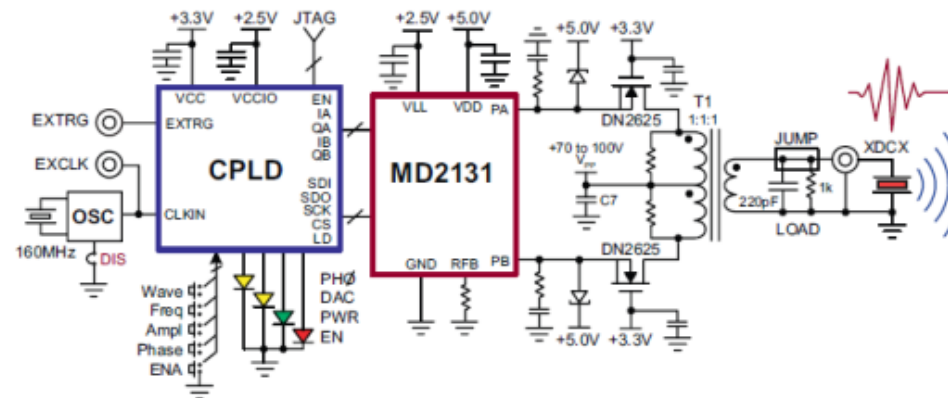 +3.3V
+2.5V
JTAG
+2.5V
+5.0V
+5.0V
+3.3V
VCC
VCCIO
EN
IA
QA
IB
QB
SDI
SDO
SCK
CS
LD
EXTRG
CLKIN
CPLD
EXTRG
EXCLK
OSC
160MHz
DIS
VLL
VDD
PA
MD2131
GND
RFB
PB
DN2625
T1
1:1:1
+70 to 100V
VPP
C7
DN2625
+5.0V
+3.3V
JUMP
XDCX
220pF
1k
LOAD
Wave
Freq
Ampl
Phase
ENA
PHØ
DAC
PWR
EN